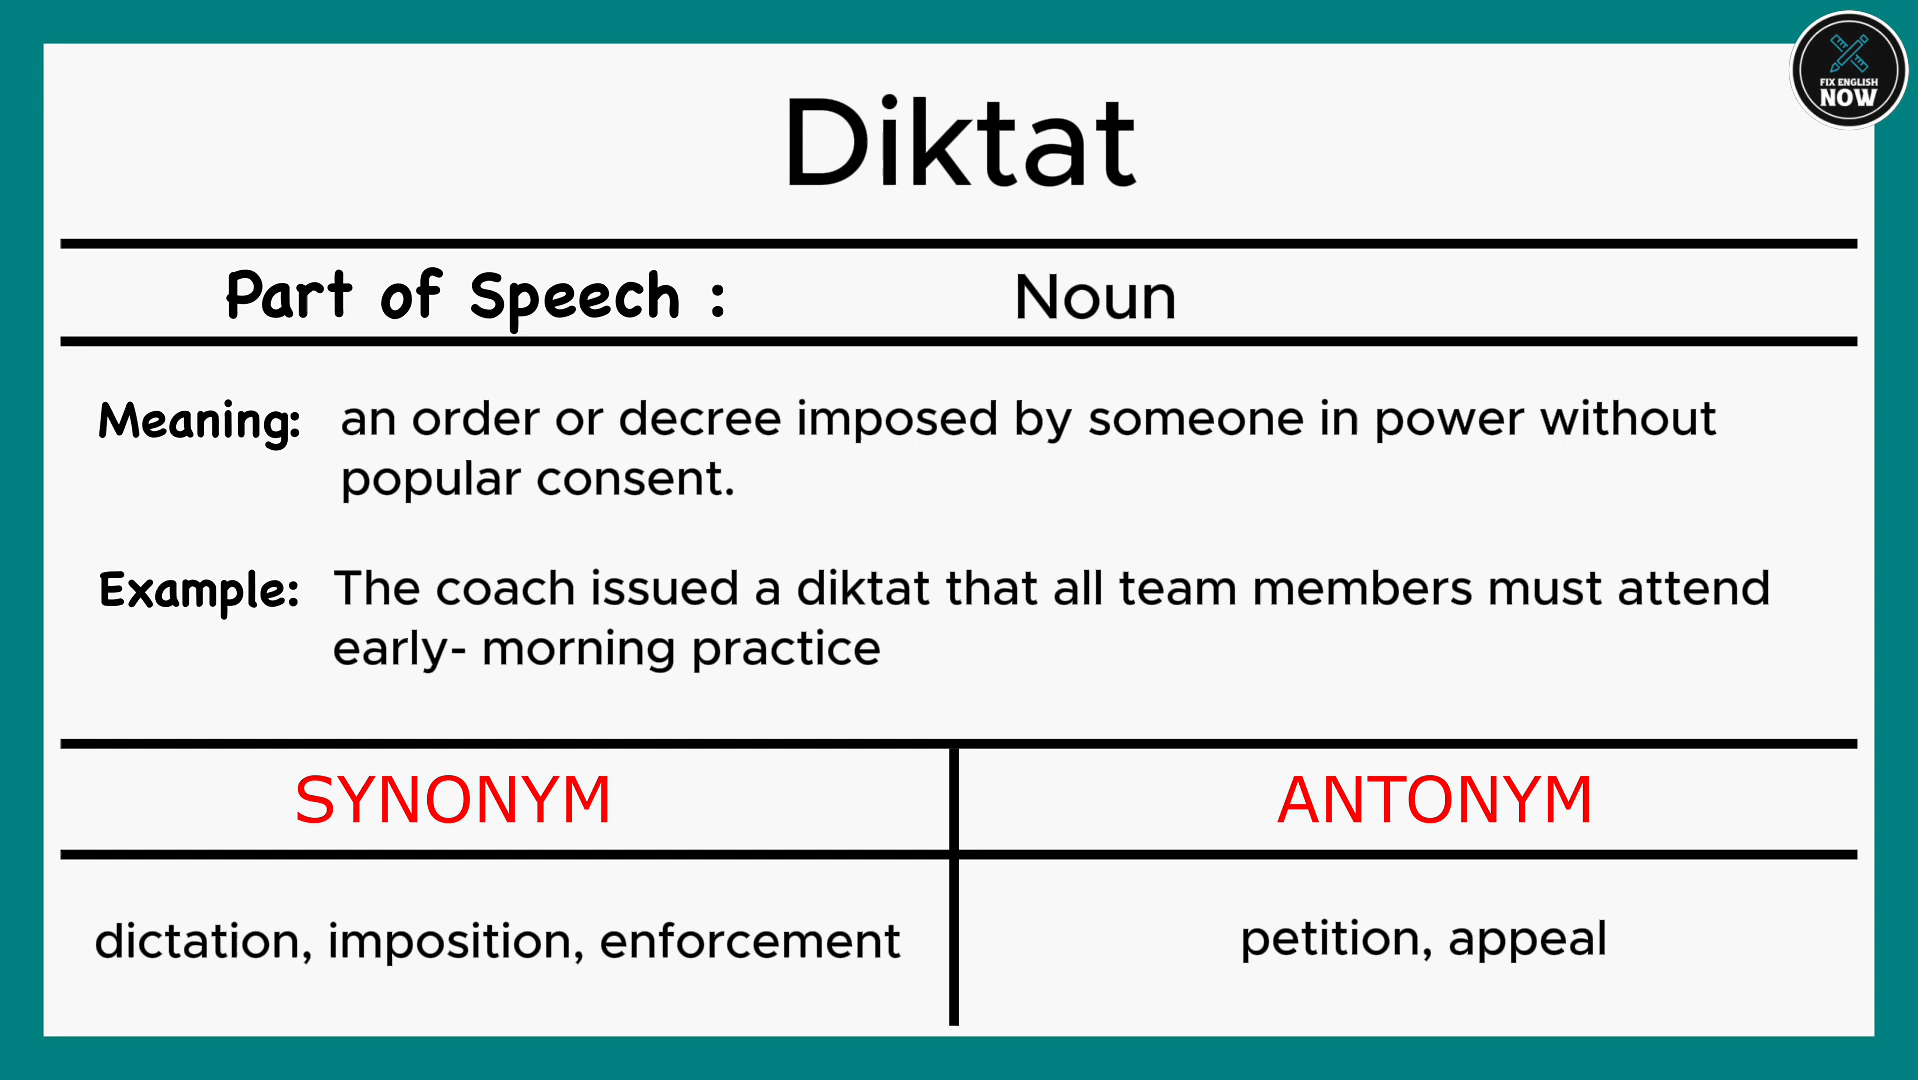 FIX ENGLISH
NOW
Diktat
Part of Speech : Noun
Meaning: an order or decree imposed by someone in power without
popular consent.
Example: The coach issued a diktat that all team members must attend
early- morning practice
SYNONYM ANTONYM
dictation, imposition, enforcement petition, appeal